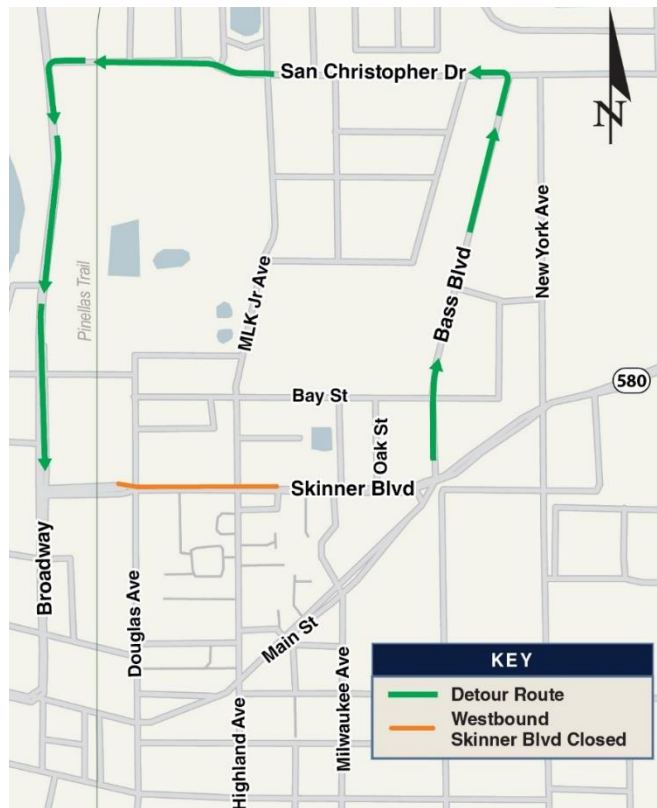 San Christopher Dr
N
Pinellas Trail
MLK Jr Ave
Bass Blvd
New York Ave
580
Bay St
Oak St
Skinner Blvd
Broadway
Douglas Ave
Main St
Highland Ave
Milwaukee Ave
KEY
Detour Route
Westbound
Skinner Blvd Closed